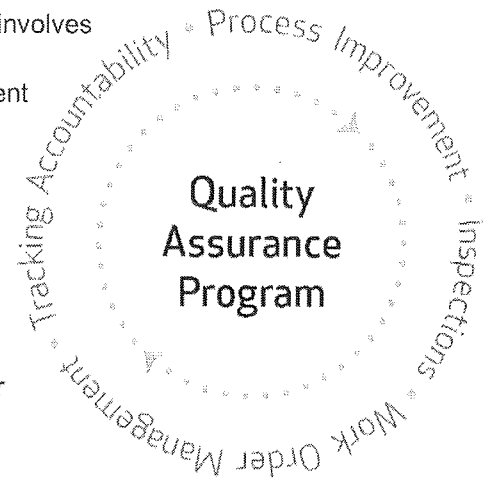 involves
ent
r
Process Improvement • Inspections • Work Order Management • Tracking Accountability •
Quality
Assurance
Program